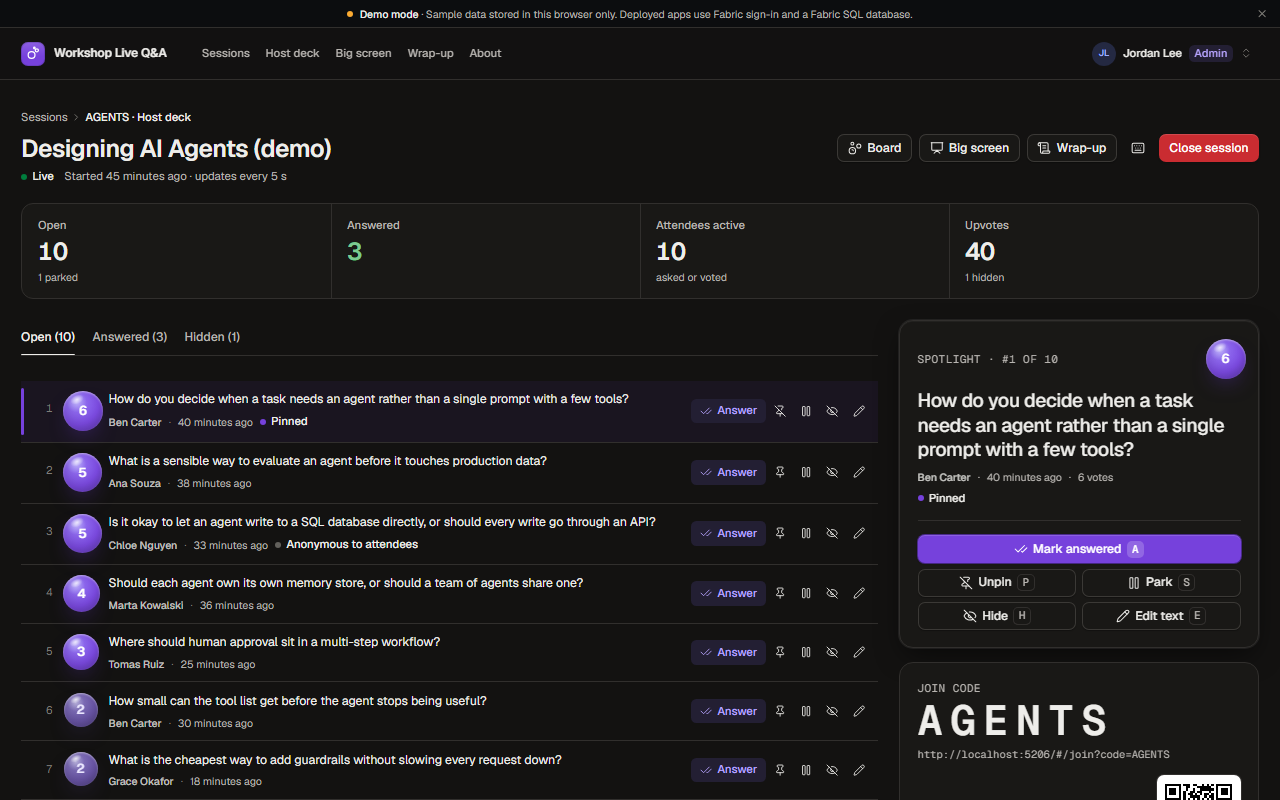 Demo mode · Sample data stored in this browser only. Deployed apps use Fabric sign-in and a Fabric SQL database.
Workshop Live Q&A
Sessions
Host deck
Big screen
Wrap-up
About
JL
Jordan Lee
Admin
Sessions
AGENTS · Host deck
Designing AI Agents (demo)
Live
Started 45 minutes ago · updates every 5 s
Board
Big screen
Wrap-up
Close session
Open
10
1 parked
Answered
3
Attendees active
10
asked or voted
Upvotes
40
1 hidden
Open (10)
Answered (3)
Hidden (1)
1
6
How do you decide when a task needs an agent rather than a single prompt with a few tools?
Ben Carter · 40 minutes ago
Pinned
Answer
2
5
What is a sensible way to evaluate an agent before it touches production data?
Ana Souza · 38 minutes ago
Answer
3
5
Is it okay to let an agent write to a SQL database directly, or should every write go through an API?
Chloe Nguyen · 33 minutes ago
Anonymous to attendees
Answer
4
4
Should each agent own its own memory store, or should a team of agents share one?
Marta Kowalski · 36 minutes ago
Answer
5
3
Where should human approval sit in a multi-step workflow?
Tomas Ruiz · 25 minutes ago
Answer
6
2
How small can the tool list get before the agent stops being useful?
Ben Carter · 30 minutes ago
Answer
7
2
What is the cheapest way to add guardrails without slowing every request down?
Grace Okafor · 18 minutes ago
Answer
SPOTLIGHT · #1 OF 10
6
How do you decide when a task
needs an agent rather than a single
prompt with a few tools?
Ben Carter · 40 minutes ago · 6 votes
Pinned
Mark answered A
Unpin P
Park S
Hide H
Edit text E
JOIN CODE
AGENTS
http://localhost:5206/#/join?code=AGENTS